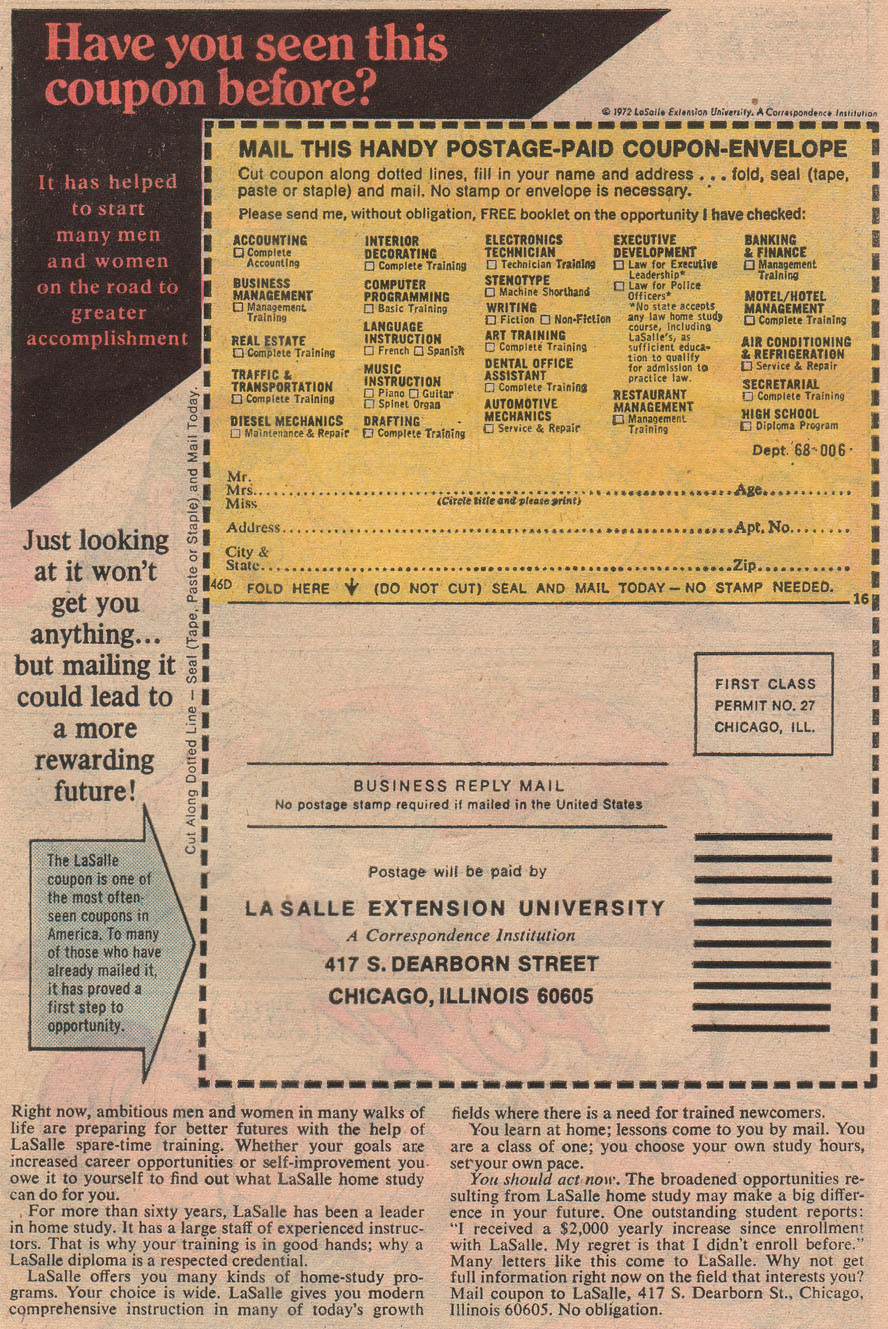 Have you seen this
coupon before?
© 1972 LaSalle Extension University. A Correspondence Institution
It has helped
to start
many men
and women
on the road to
greater
accomplishment
MAIL THIS HANDY POSTAGE-PAID COUPON-ENVELOPE
Cut coupon along dotted lines, fill in your name and address . . . fold, seal (tape,
paste or staple) and mail. No stamp or envelope is necessary.
Please send me, without obligation, FREE booklet on the opportunity I have checked:
ACCOUNTING
☐ Complete
Accounting
BUSINESS
MANAGEMENT
☐ Management
Training
REAL ESTATE
☐ Complete Training
TRAFFIC &
TRANSPORTATION
☐ Complete Training
DIESEL MECHANICS
☐ Maintenance & Repair
INTERIOR
DECORATING
☐ Complete Training
COMPUTER
PROGRAMMING
☐ Basic Training
LANGUAGE
INSTRUCTION
☐ French ☐ Spanish
MUSIC
INSTRUCTION
☐ Piano ☐ Guitar
☐ Spinet Organ
DRAFTING
☐ Complete Training
ELECTRONICS
TECHNICIAN
☐ Technician Training
STENOTYPE
☐ Machine Shorthand
WRITING
☐ Fiction ☐ Non-Fiction
ART TRAINING
☐ Complete Training
DENTAL OFFICE
ASSISTANT
☐ Complete Training
AUTOMOTIVE
MECHANICS
☐ Service & Repair
EXECUTIVE
DEVELOPMENT
☐ Law for Executive
Leadership*
☐ Law for Police
Officers*
*No state accepts
any law home study
course, including
LaSalle's, as
sufficient educa-
tion to qualify
for admission to
practice law.
RESTAURANT
MANAGEMENT
☐ Management
Training
BANKING
& FINANCE
☐ Management
Training
MOTEL/HOTEL
MANAGEMENT
☐ Complete Training
AIR CONDITIONING
& REFRIGERATION
☐ Service & Repair
SECRETARIAL
☐ Complete Training
HIGH SCHOOL
☐ Diploma Program
Dept. 68-006
Mr.
Mrs. Age
Miss (Circle title and please print)
Address Apt. No.
City &
State Zip
46D FOLD HERE ↓ (DO NOT CUT) SEAL AND MAIL TODAY — NO STAMP NEEDED.
16
Cut Along Dotted Line — Seal (Tape, Paste or Staple) and Mail Today.
Just looking
at it won't
get you
anything...
but mailing it
could lead to
a more
rewarding
future!
The LaSalle
coupon is one of
the most often-
seen coupons in
America. To many
of those who have
already mailed it,
it has proved a
first step to
opportunity.
FIRST CLASS
PERMIT NO. 27
CHICAGO, ILL.
BUSINESS REPLY MAIL
No postage stamp required if mailed in the United States
Postage will be paid by
LA SALLE EXTENSION UNIVERSITY
A Correspondence Institution
417 S. DEARBORN STREET
CHICAGO, ILLINOIS 60605
Right now, ambitious men and women in many walks of
life are preparing for better futures with the help of
LaSalle spare-time training. Whether your goals are
increased career opportunities or self-improvement you
owe it to yourself to find out what LaSalle home study
can do for you.
For more than sixty years, LaSalle has been a leader
in home study. It has a large staff of experienced instruc-
tors. That is why your training is in good hands; why a
LaSalle diploma is a respected credential.
LaSalle offers you many kinds of home-study pro-
grams. Your choice is wide. LaSalle gives you modern
comprehensive instruction in many of today's growth
fields where there is a need for trained newcomers.
You learn at home; lessons come to you by mail. You
are a class of one; you choose your own study hours,
set your own pace.
You should act now. The broadened opportunities re-
sulting from LaSalle home study may make a big differ-
ence in your future. One outstanding student reports:
"I received a $2,000 yearly increase since enrollment
with LaSalle. My regret is that I didn't enroll before."
Many letters like this come to LaSalle. Why not get
full information right now on the field that interests you?
Mail coupon to LaSalle, 417 S. Dearborn St., Chicago,
Illinois 60605. No obligation.